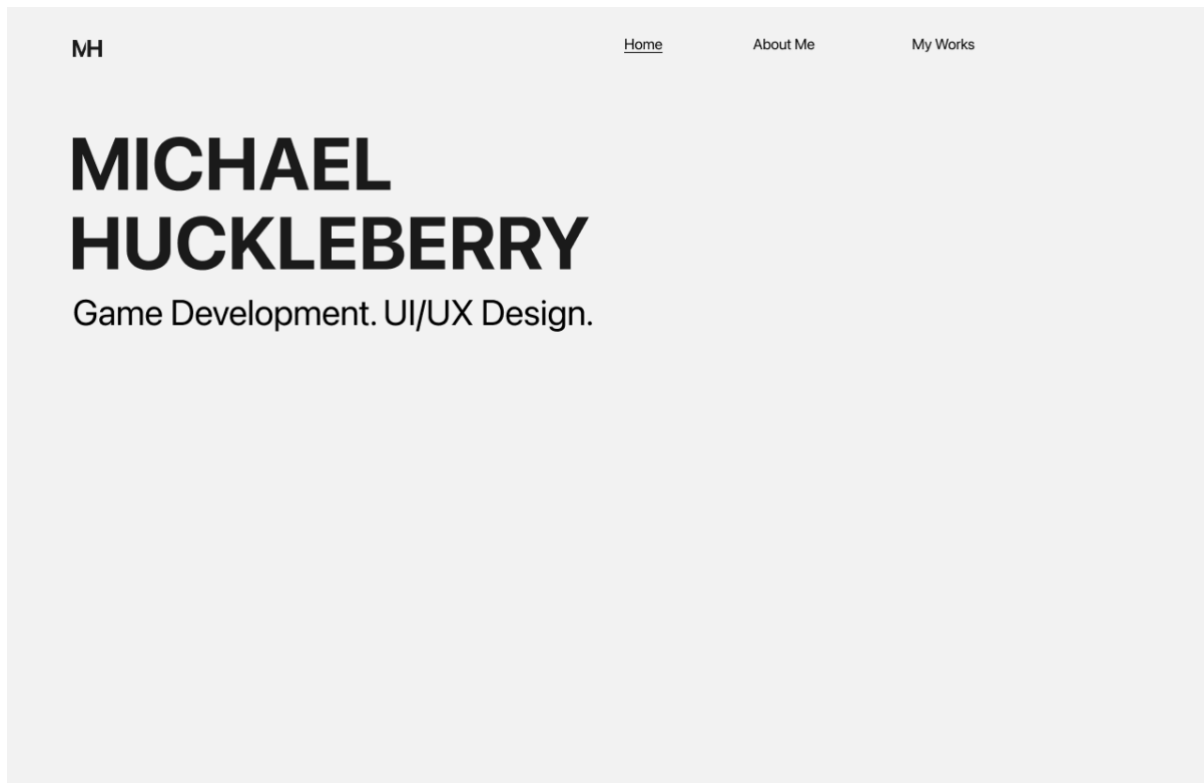 MH
Home About Me My Works
MICHAEL
HUCKLEBERRY
Game Development. UI/UX Design.